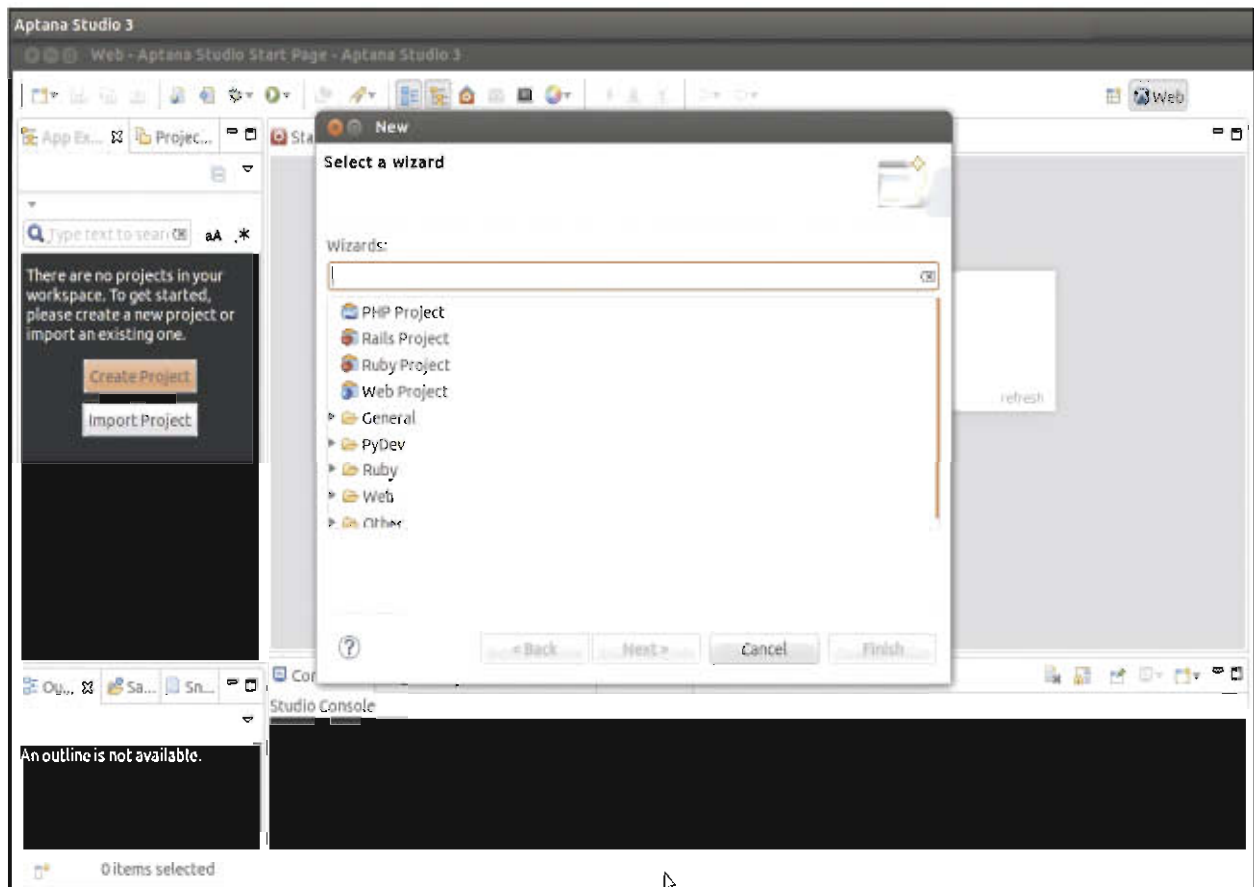 Aptana Studio 3
Web - Aptana Studio Start Page - Aptana Studio 3
Web
App Ex...
Projec...
Sta
New
Select a wizard
Type text to sear
aA .*
Wizards:
There are no projects in your
workspace. To get started,
please create a new project or
import an existing one.
Create Project
Import Project
PHP Project
Rails Project
Ruby Project
Web Project
General
PyDev
Ruby
Web
Other
refresh
?
< Back
Next >
Cancel
Finish
Ou...
Sa...
Sn...
Con
Studio Console
An outline is not available.
0 items selected